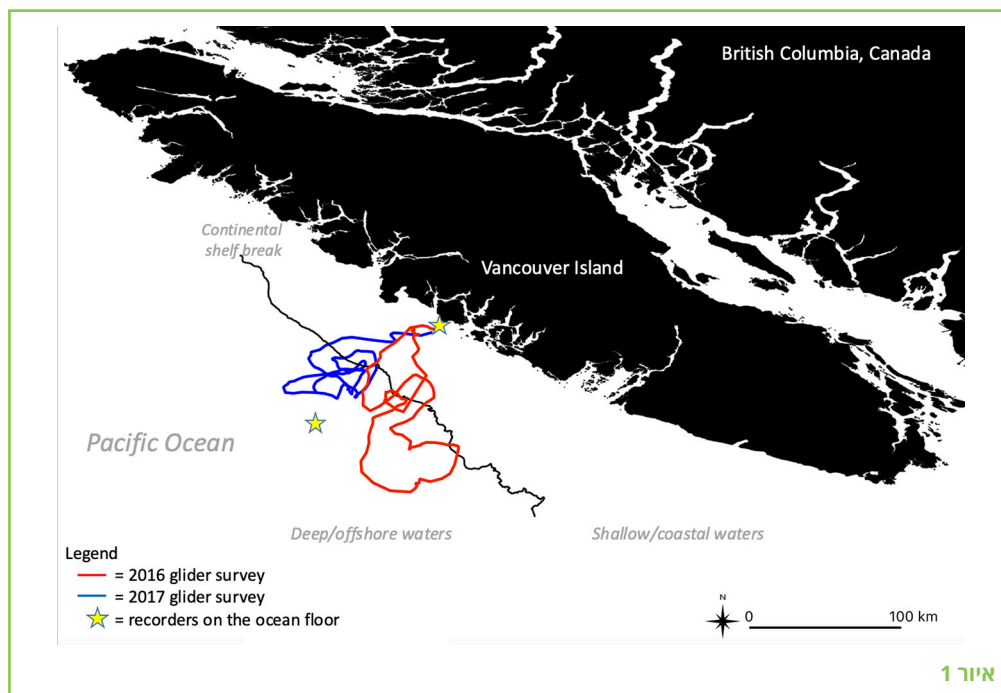 British Columbia, Canada
Continental
shelf break
Vancouver Island
Pacific Ocean
Deep/offshore waters
Shallow/coastal waters
Legend
= 2016 glider survey
= 2017 glider survey
= recorders on the ocean floor
N
0
100 km
איור 1